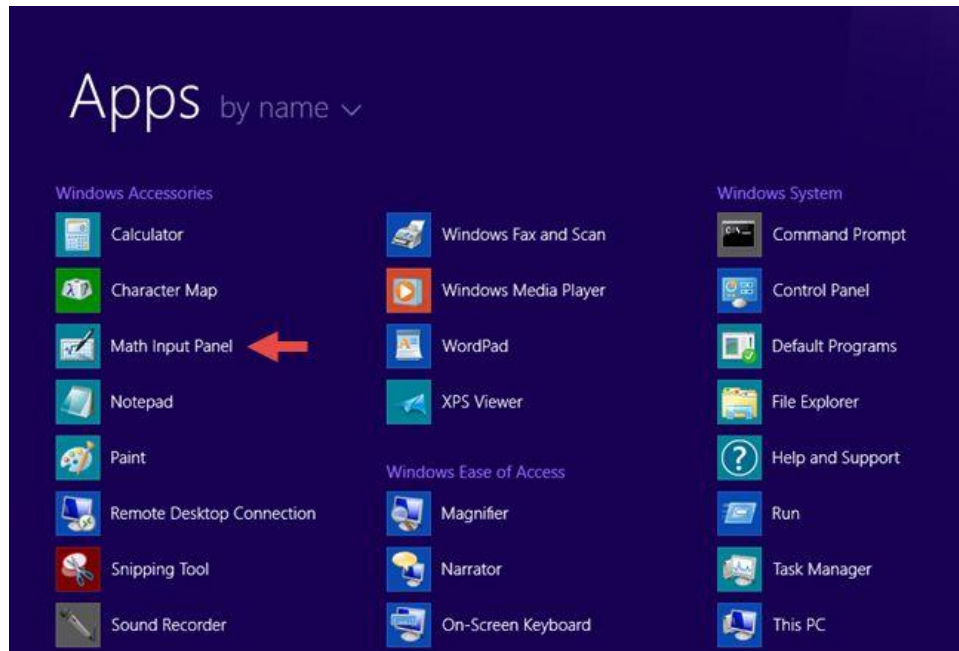 Apps by name
Windows Accessories
Calculator
Character Map
Math Input Panel
Notepad
Paint
Remote Desktop Connection
Snipping Tool
Sound Recorder
Windows Fax and Scan
Windows Media Player
WordPad
XPS Viewer
Windows Ease of Access
Magnifier
Narrator
On-Screen Keyboard
Windows System
Command Prompt
Control Panel
Default Programs
File Explorer
Help and Support
Run
Task Manager
This PC